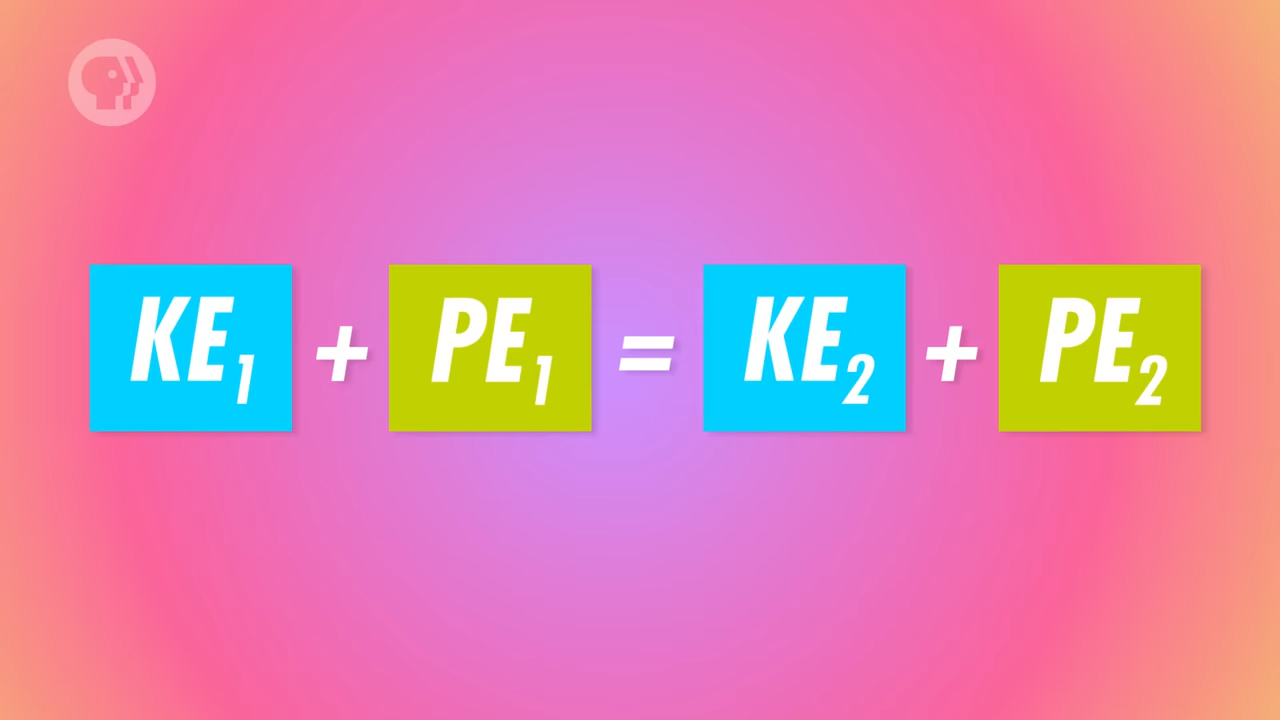 KE₁ + PE₁ = KE₂ + PE₂